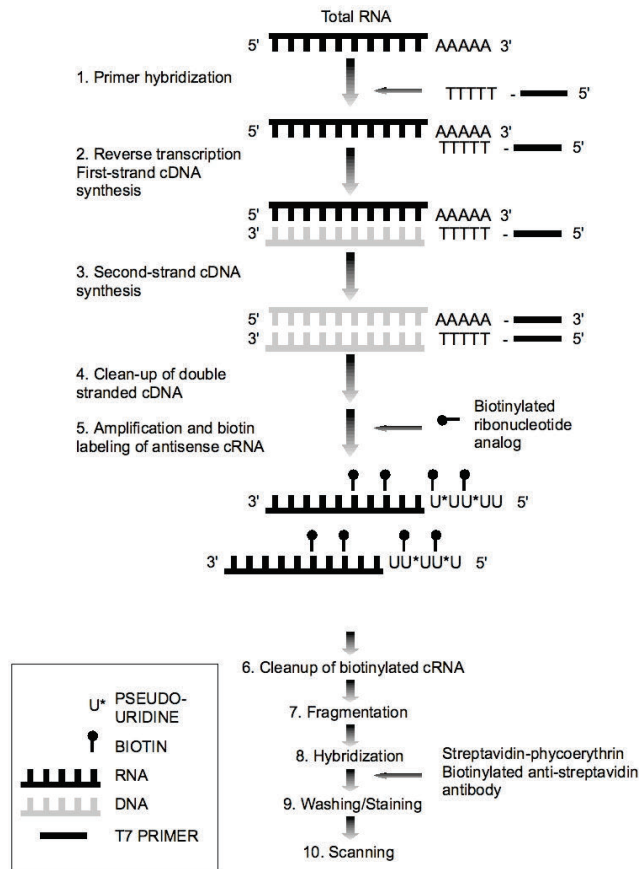 Total RNA
5' AAAAA 3'
1. Primer hybridization
TTTTT - 5'
5' AAAAA 3'
TTTTT - 5'
2. Reverse transcription
First-strand cDNA
synthesis
5' AAAAA 3'
3' TTTTT - 5'
3. Second-strand cDNA
synthesis
5' AAAAA - 3'
3' TTTTT - 5'
4. Clean-up of double
stranded cDNA
5. Amplification and biotin
labeling of antisense cRNA
Biotinylated
ribonucleotide
analog
3' U*UU*UU 5'
3' UU*UU*U 5'
6. Cleanup of biotinylated cRNA
7. Fragmentation
8. Hybridization
Streptavidin-phycoerythrin
Biotinylated anti-streptavidin
antibody
9. Washing/Staining
10. Scanning
U* PSEUDO-
URIDINE
BIOTIN
RNA
DNA
T7 PRIMER